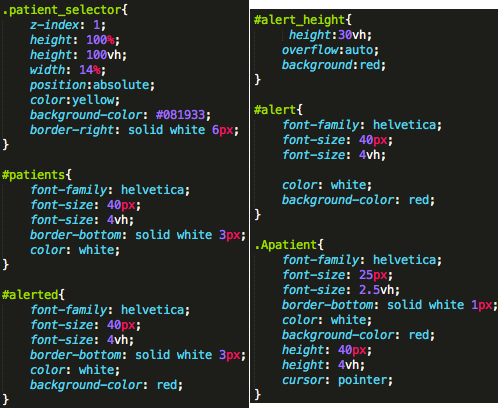 .patient_selector{
z-index: 1;
height: 100%;
height: 100vh;
width: 14%;
position:absolute;
color:yellow;
background-color: #081933;
border-right: solid white 6px;
}
#patients{
font-family: helvetica;
font-size: 40px;
font-size: 4vh;
border-bottom: solid white 3px;
color: white;
}
#alerted{
font-family: helvetica;
font-size: 40px;
font-size: 4vh;
border-bottom: solid white 3px;
color: white;
background-color: red;
}
#alert_height{
height:30vh;
overflow:auto;
background:red;
}
#alert{
font-family: helvetica;
font-size: 40px;
font-size: 4vh;
color: white;
background-color: red;
}
.Apatient{
font-family: helvetica;
font-size: 25px;
font-size: 2.5vh;
border-bottom: solid white 1px;
color: white;
background-color: red;
height: 40px;
height: 4vh;
cursor: pointer;
}